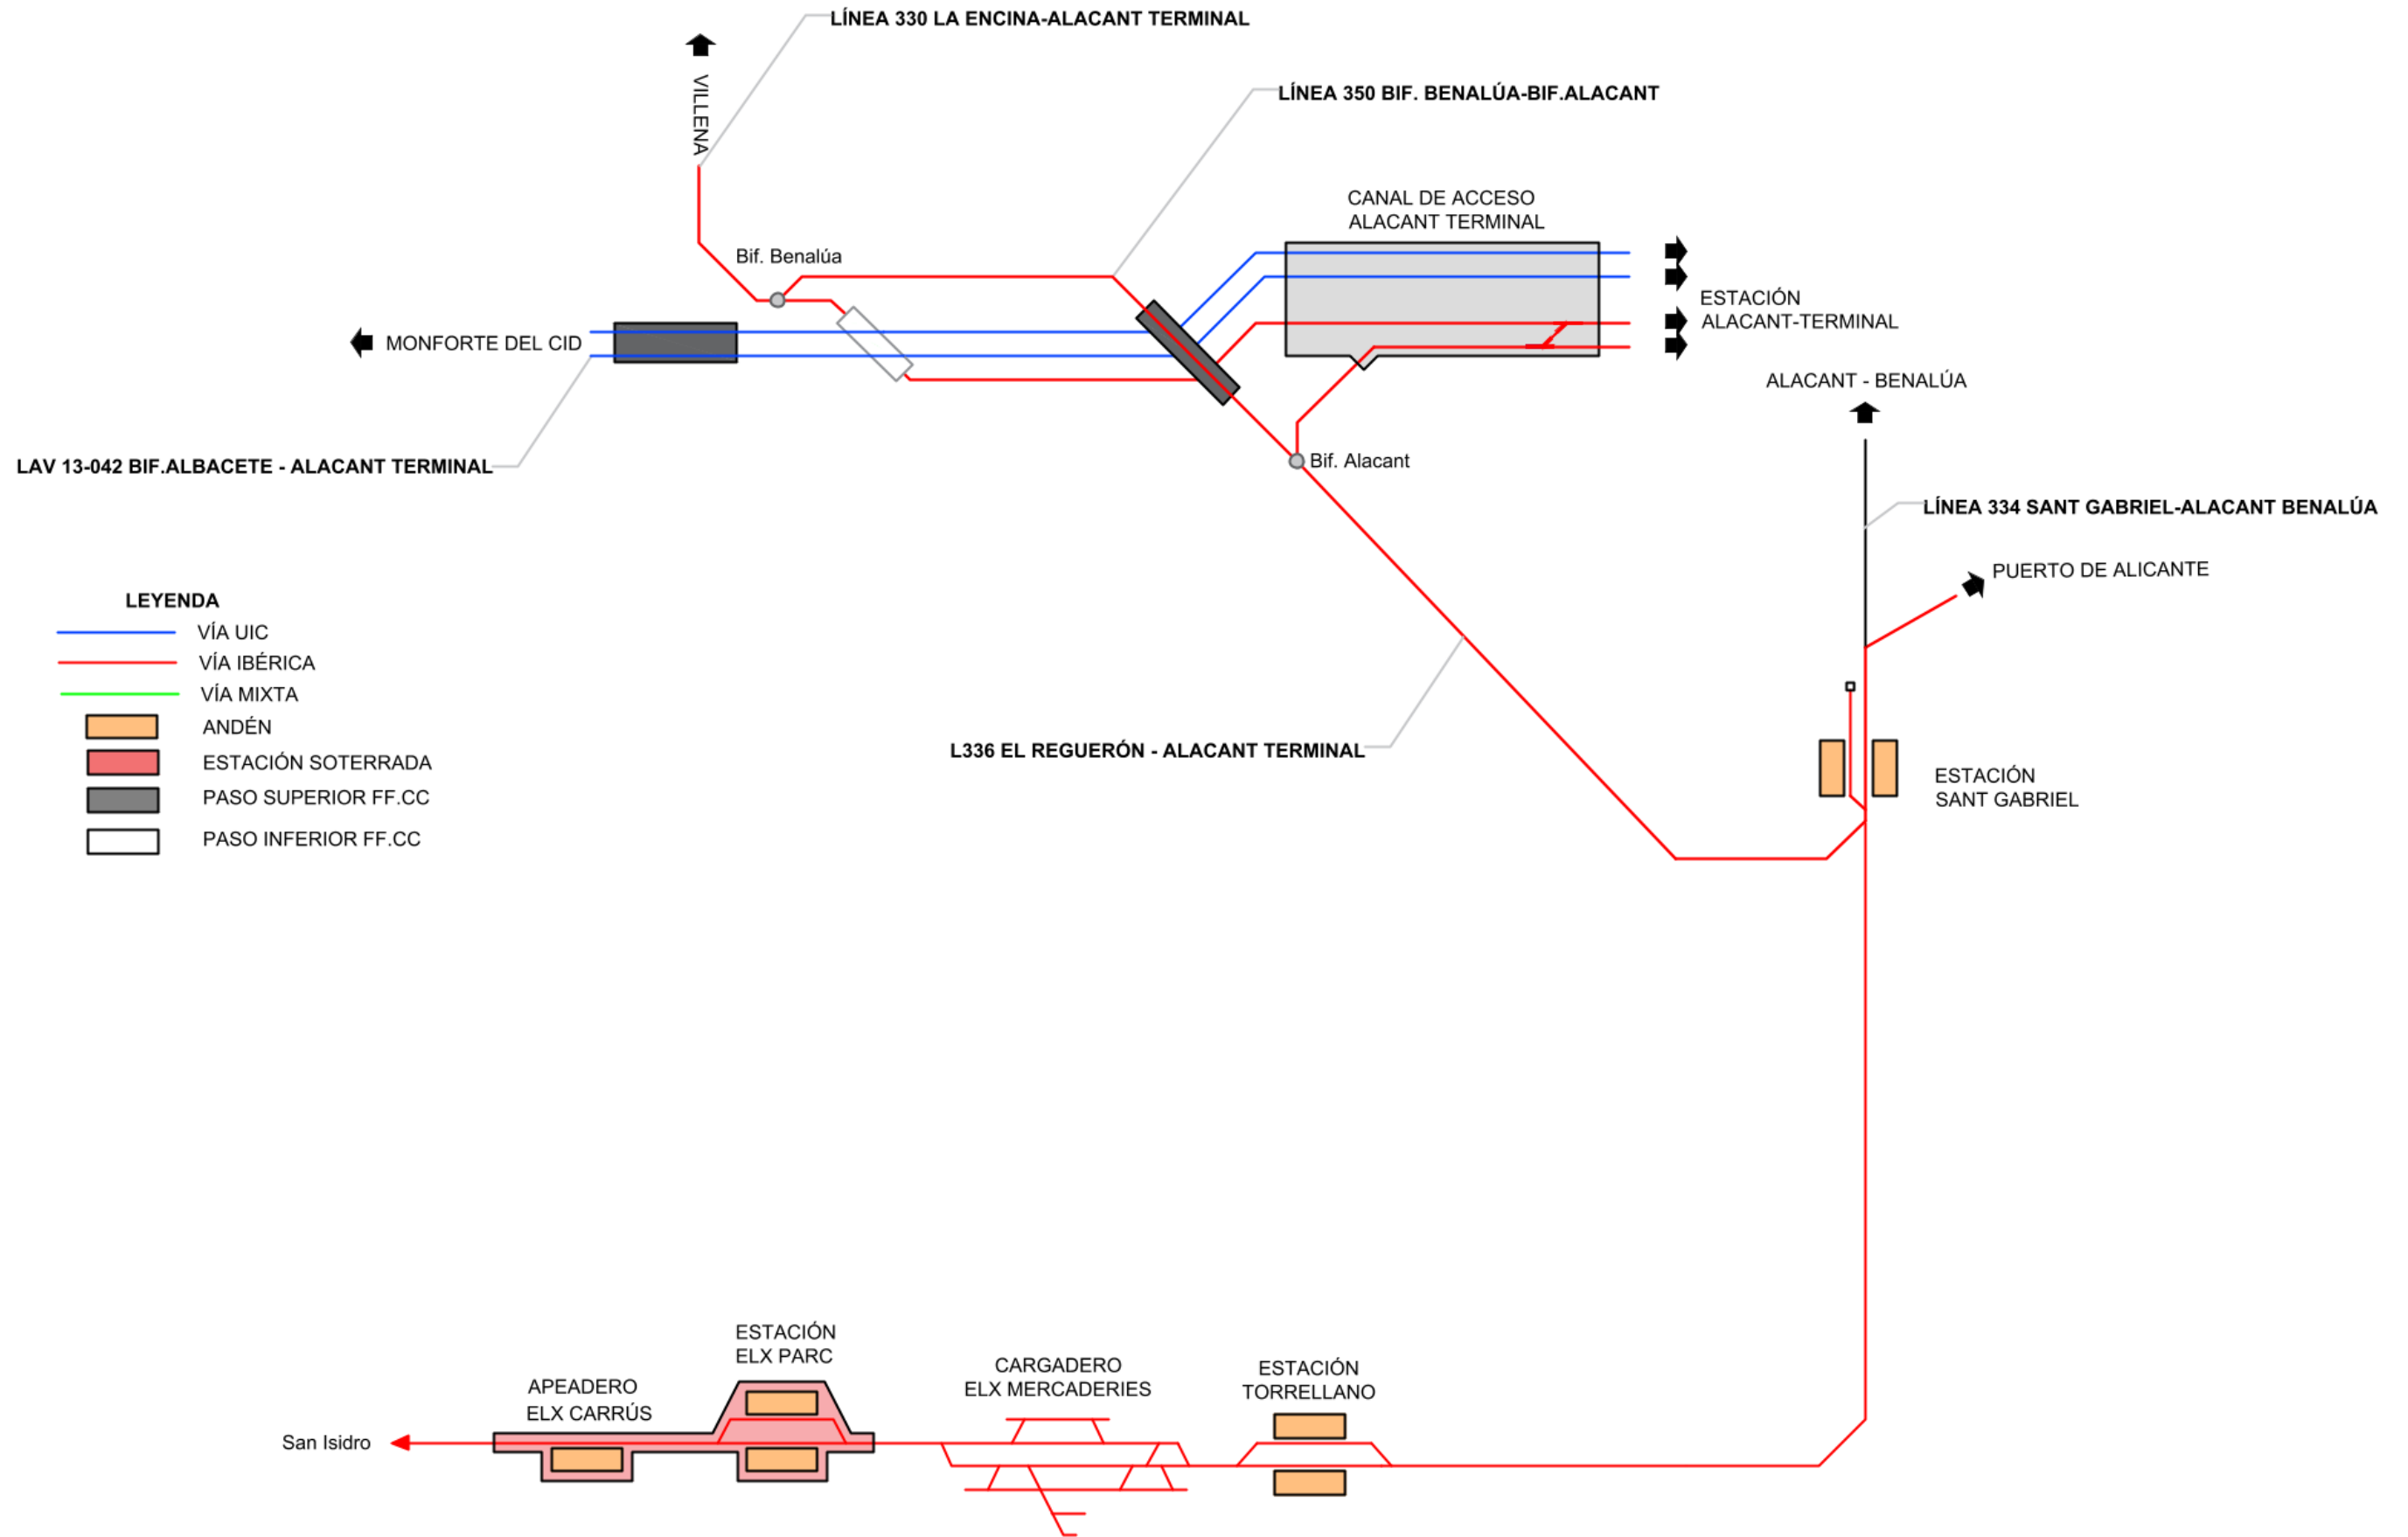 LÍNEA 330 LA ENCINA-ALACANT TERMINAL
VILLENA
LÍNEA 350 BIF. BENALÚA-BIF.ALACANT
CANAL DE ACCESO
ALACANT TERMINAL
Bif. Benalúa
ESTACIÓN
ALACANT-TERMINAL
MONFORTE DEL CID
ALACANT - BENALÚA
LAV 13-042 BIF.ALBACETE - ALACANT TERMINAL
Bif. Alacant
LÍNEA 334 SANT GABRIEL-ALACANT BENALÚA
PUERTO DE ALICANTE
LEYENDA
VÍA UIC
VÍA IBÉRICA
VÍA MIXTA
ANDÉN
ESTACIÓN SOTERRADA
PASO SUPERIOR FF.CC
PASO INFERIOR FF.CC
L336 EL REGUERÓN - ALACANT TERMINAL
ESTACIÓN
SANT GABRIEL
ESTACIÓN
ELX PARC
CARGADERO
ELX MERCADERIES
ESTACIÓN
TORRELLANO
APEADERO
ELX CARRÚS
San Isidro